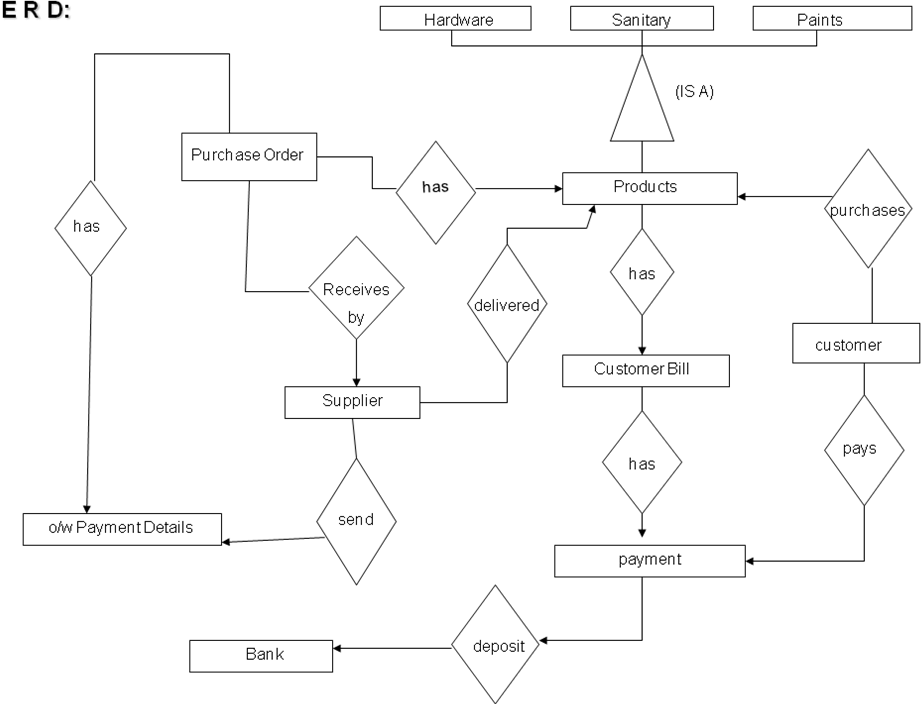 E R D:
Hardware
Sanitary
Paints
(IS A)
Purchase Order
has
Products
purchases
has
has
Receives
by
delivered
customer
Supplier
Customer Bill
has
pays
send
o/w Payment Details
payment
deposit
Bank